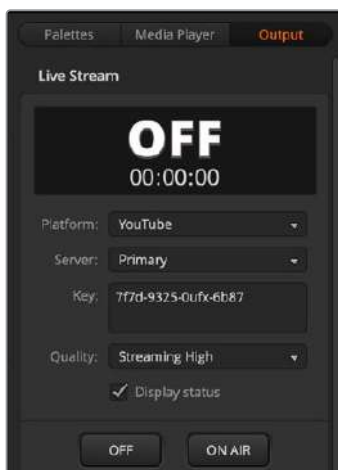 Palettes Media Player Output
Live Stream
OFF
00:00:00
Platform: YouTube
Server: Primary
Key: 7f7d-9325-0ufx-6b87
Quality: Streaming High
Display status
OFF ON AIR